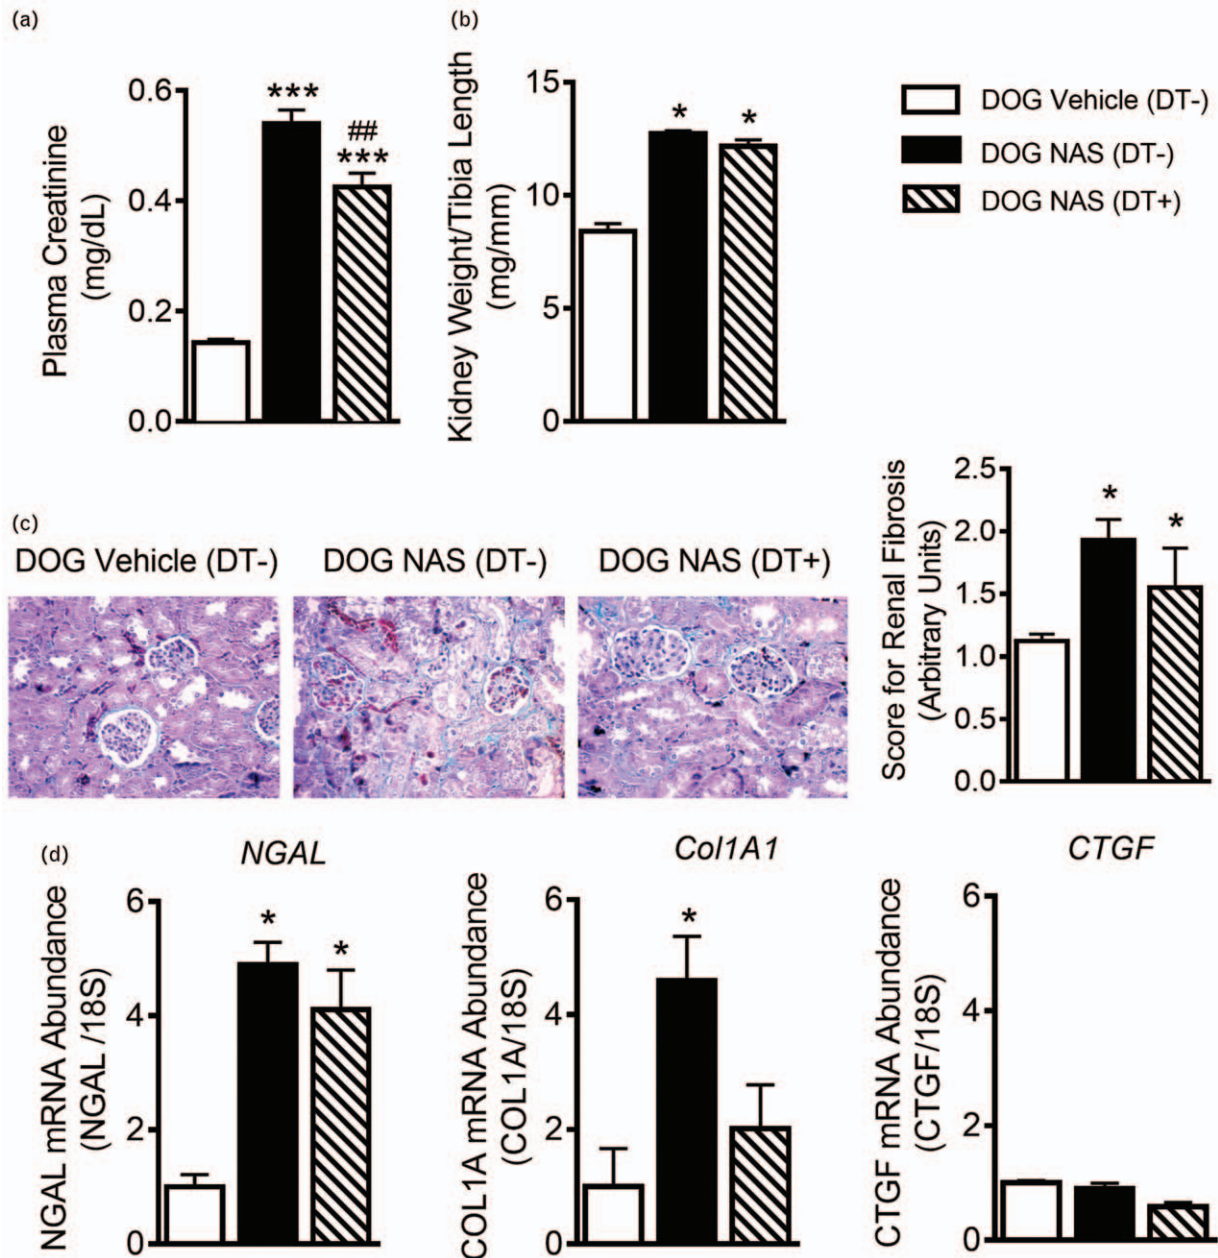 (a)
Plasma Creatinine
(mg/dL)
0.6
0.4
0.2
0.0
***
##
***
(b)
Kidney Weight/Tibia Length
(mg/mm)
15
10
5
0
*
*
DOG Vehicle (DT-)
DOG NAS (DT-)
DOG NAS (DT+)
(c)
DOG Vehicle (DT-)
DOG NAS (DT-)
DOG NAS (DT+)
Score for Renal Fibrosis
(Arbitrary Units)
2.5
2.0
1.5
1.0
0.5
0.0
*
*
(d)
NGAL
NGAL mRNA Abundance
(NGAL /18S)
6
4
2
0
*
*
Col1A1
COL1A mRNA Abundance
(COL1A/18S)
6
4
2
0
*
CTGF
CTGF mRNA Abundance
(CTGF/18S)
6
4
2
0